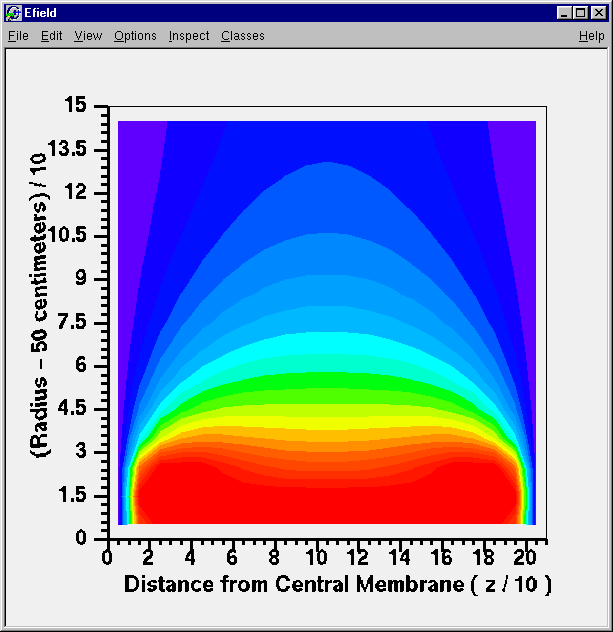 Efield
File Edit View Options Inspect Classes Help
15
13.5
12
10.5
9
7.5
6
4.5
3
1.5
0
(Radius - 50 centimeters) / 10
0 2 4 6 8 10 12 14 16 18 20
Distance from Central Membrane ( z / 10 )